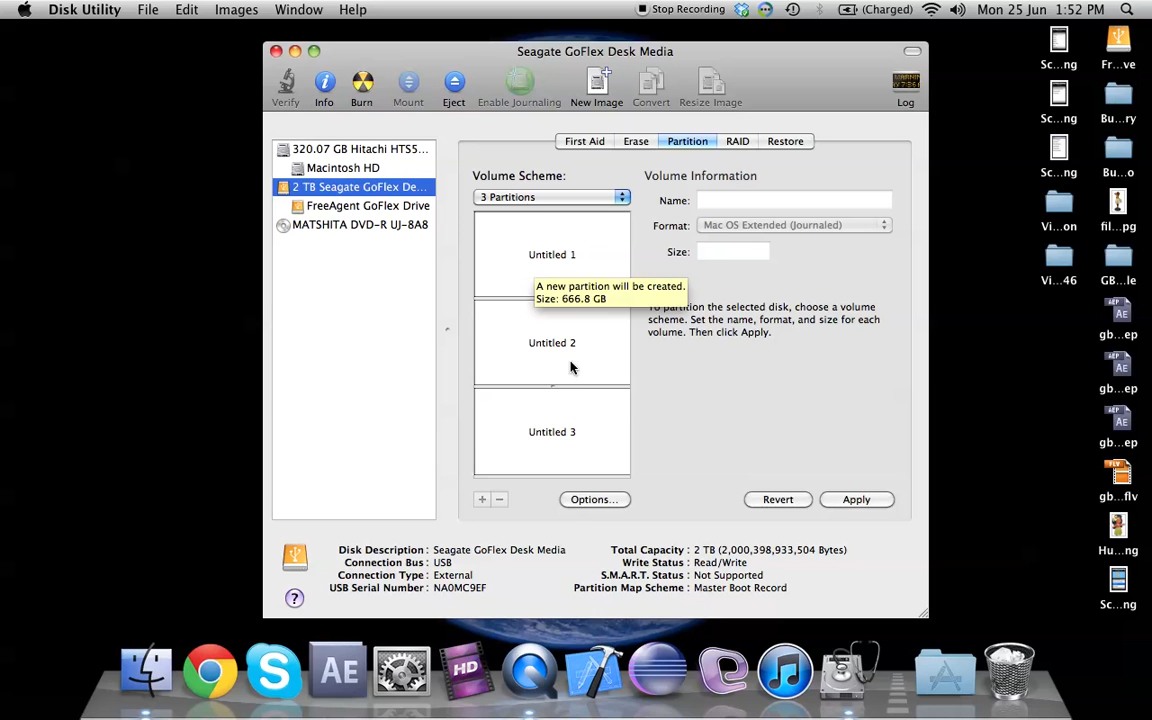 Disk Utility File Edit Images Window Help
Stop Recording (Charged) Mon 25 Jun 1:52 PM
Seagate GoFlex Desk Media
Verify Info Burn Mount Eject Enable Journaling New Image Convert Resize Image Log
WARNIN
320.07 GB Hitachi HTS5...
Macintosh HD
2 TB Seagate GoFlex De...
FreeAgent GoFlex Drive
MATSHITA DVD-R UJ-8A8
First Aid Erase Partition RAID Restore
Volume Scheme:
3 Partitions
Untitled 1
A new partition will be created.
Size: 666.8 GB
Untitled 2
Untitled 3
+ − Options...
Volume Information
Name:
Format: Mac OS Extended (Journaled)
Size:
To partition the selected disk, choose a volume
scheme. Set the name, format, and size for each
volume. Then click Apply.
Revert Apply
Disk Description : Seagate GoFlex Desk Media
Connection Bus : USB
Connection Type : External
USB Serial Number : NA0MC9EF
Total Capacity : 2 TB (2,000,398,933,504 Bytes)
Write Status : Read/Write
S.M.A.R.T. Status : Not Supported
Partition Map Scheme : Master Boot Record
?
Sc...ng Fr...ve
Sc...ng Bu...ry
Sc...ng Bu...o
Vi...on fil...pg
Vi...46 GB...le
AEP
gb...ep
AEP
gb...ep
AEP
gb...ep
FLV
gb...flv
Hu...ng
Sc...ng
AE
HD